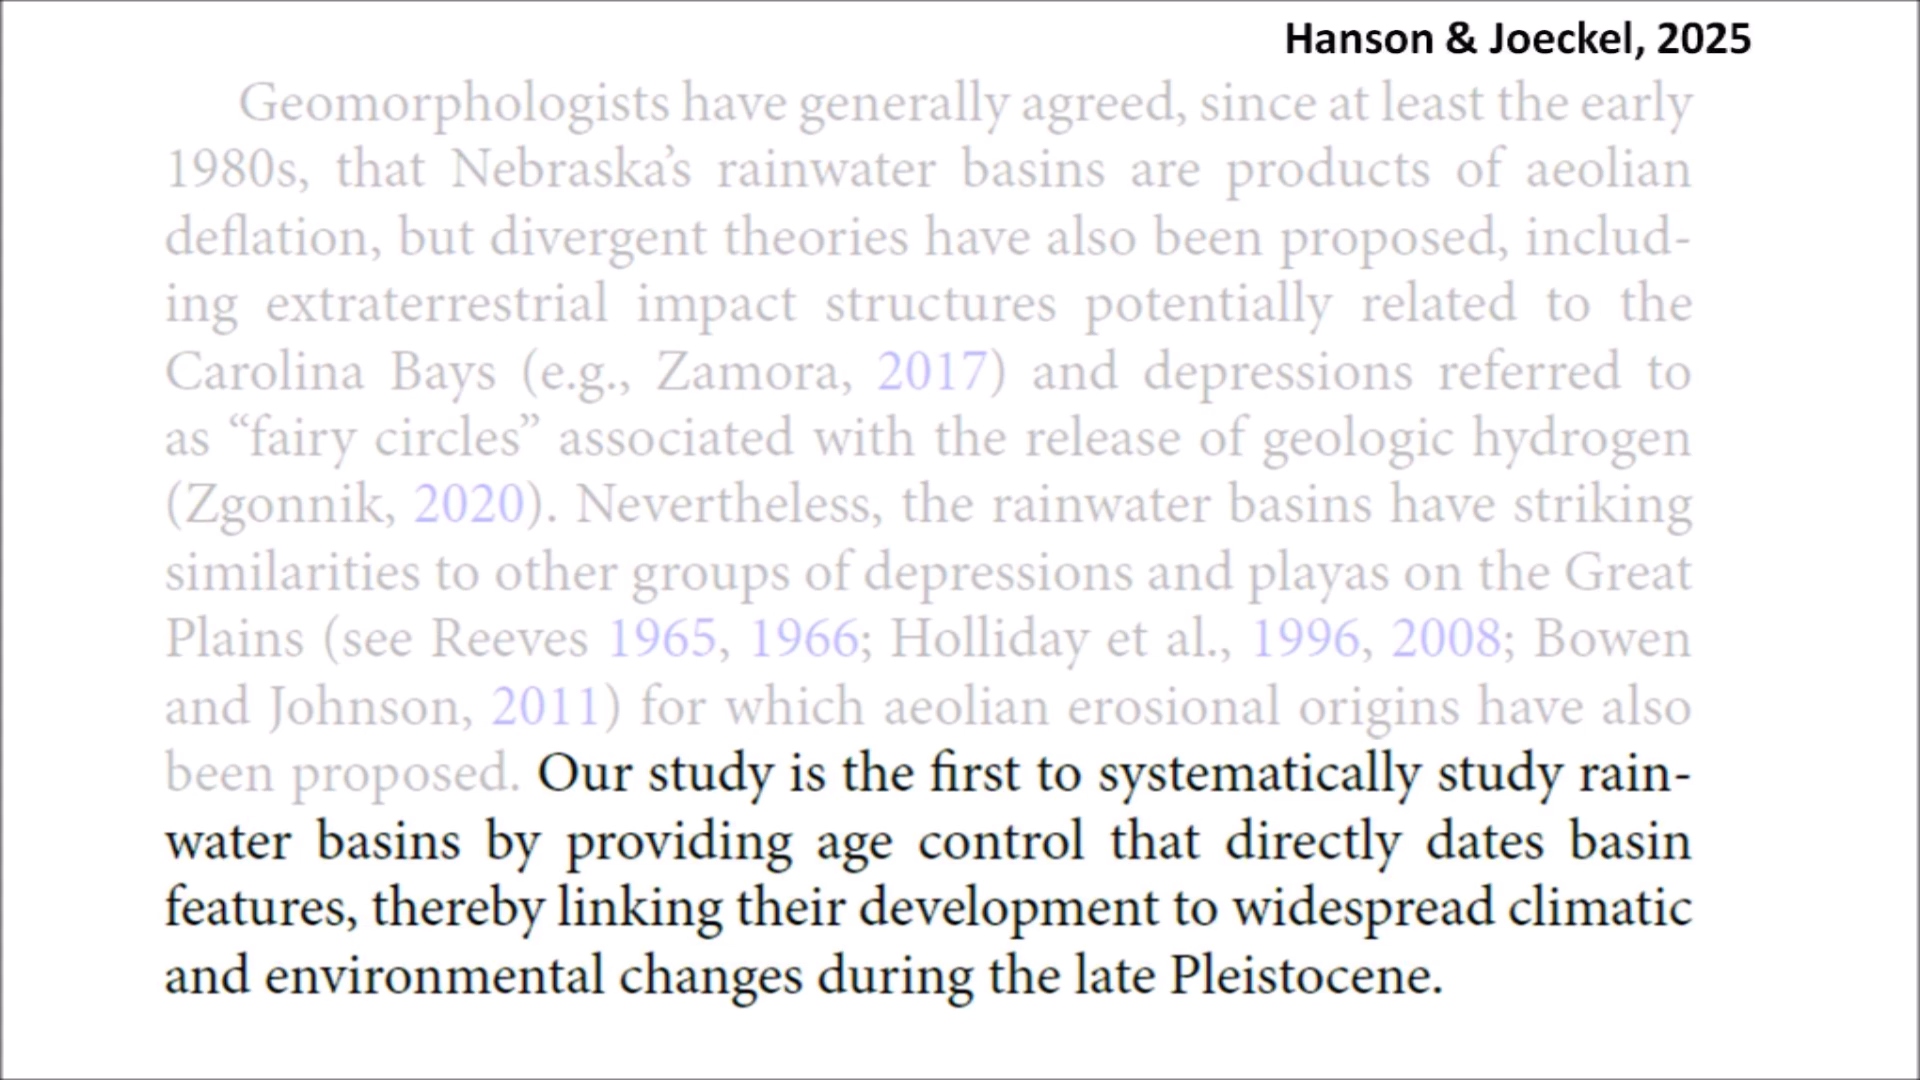 Hanson & Joeckel, 2025
Geomorphologists have generally agreed, since at least the early
1980s, that Nebraska’s rainwater basins are products of aeolian
deflation, but divergent theories have also been proposed, includ-
ing extraterrestrial impact structures potentially related to the
Carolina Bays (e.g., Zamora, 2017) and depressions referred to
as “fairy circles” associated with the release of geologic hydrogen
(Zgonnik, 2020). Nevertheless, the rainwater basins have striking
similarities to other groups of depressions and playas on the Great
Plains (see Reeves 1965, 1966; Holliday et al., 1996, 2008; Bowen
and Johnson, 2011) for which aeolian erosional origins have also
been proposed. Our study is the first to systematically study rain-
water basins by providing age control that directly dates basin
features, thereby linking their development to widespread climatic
and environmental changes during the late Pleistocene.